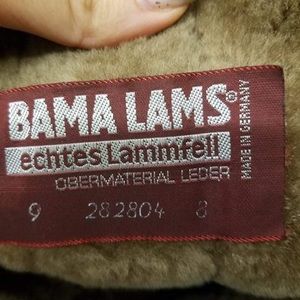 BAMA LAMS®
echtes Lammfell
OBERMATERIAL LEDER
9 282804 8
MADE IN GERMANY